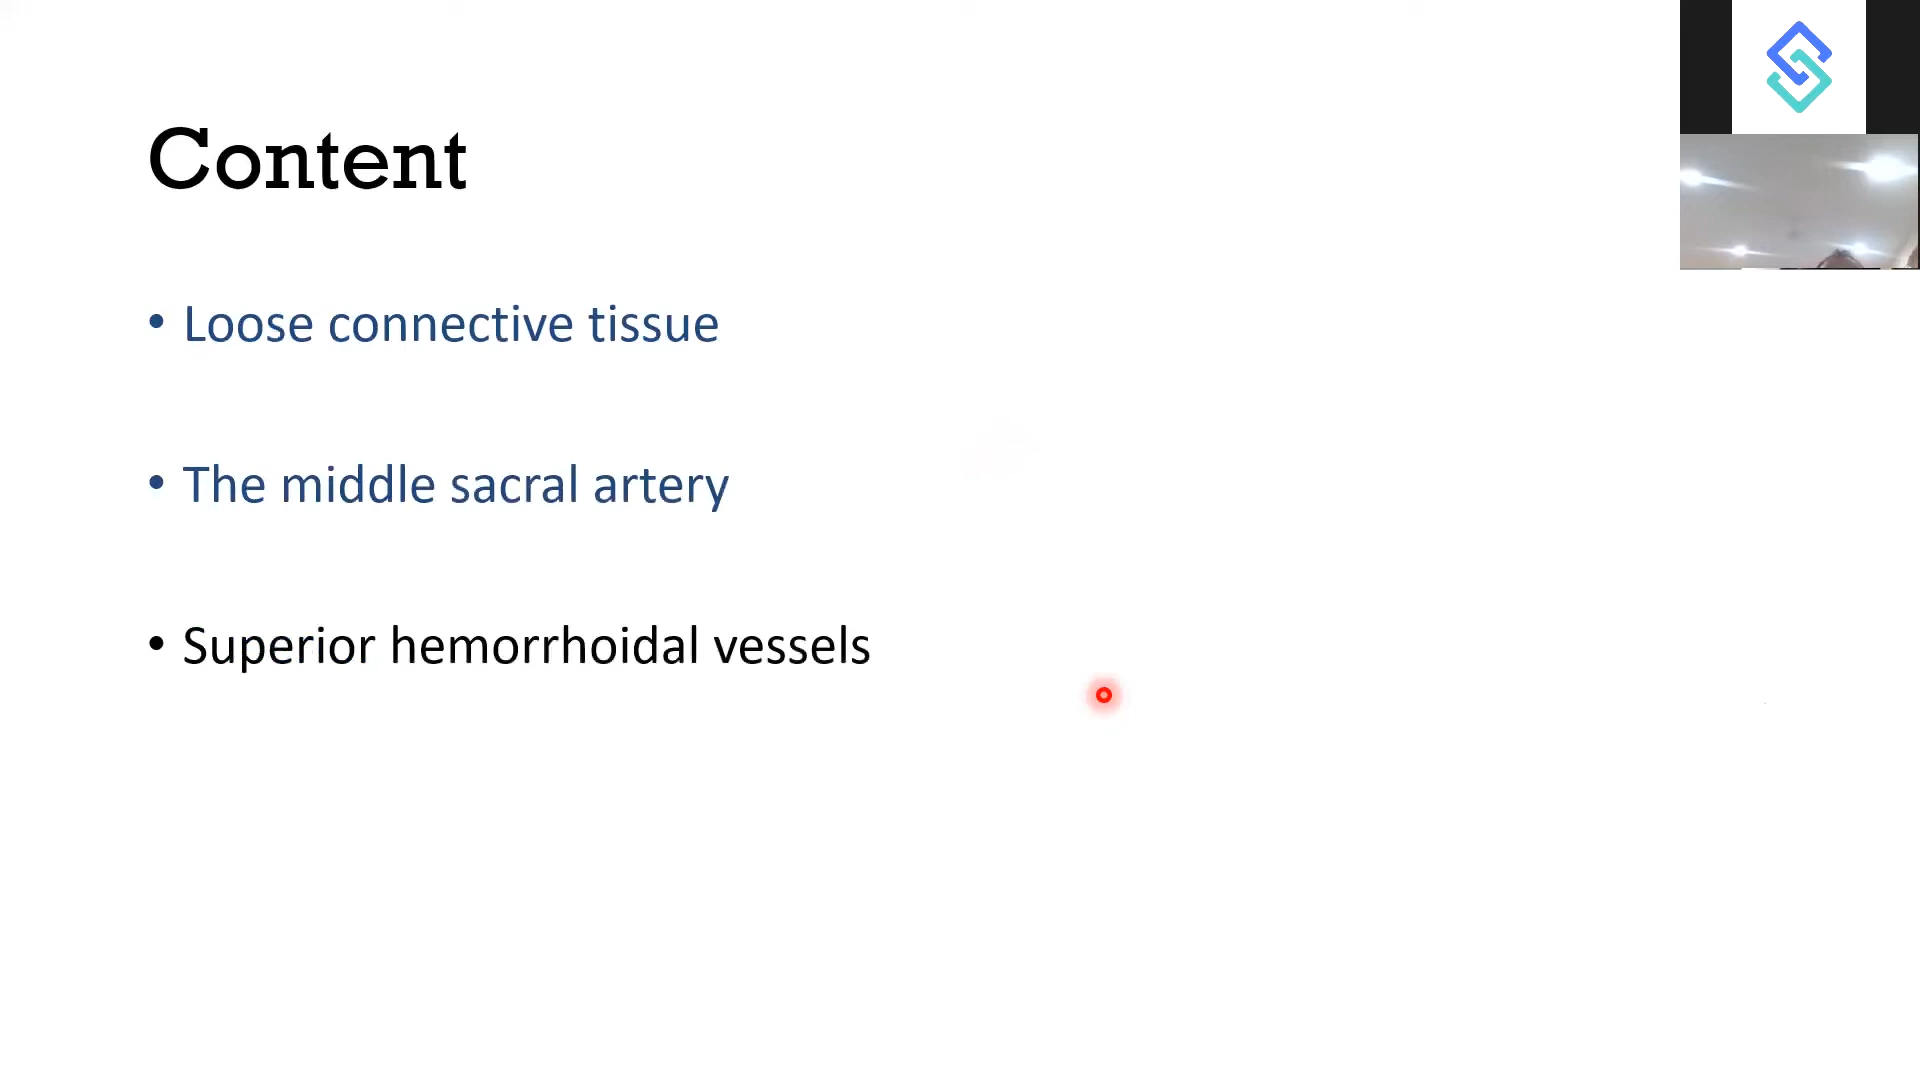 Content
• Loose connective tissue
• The middle sacral artery
• Superior hemorrhoidal vessels